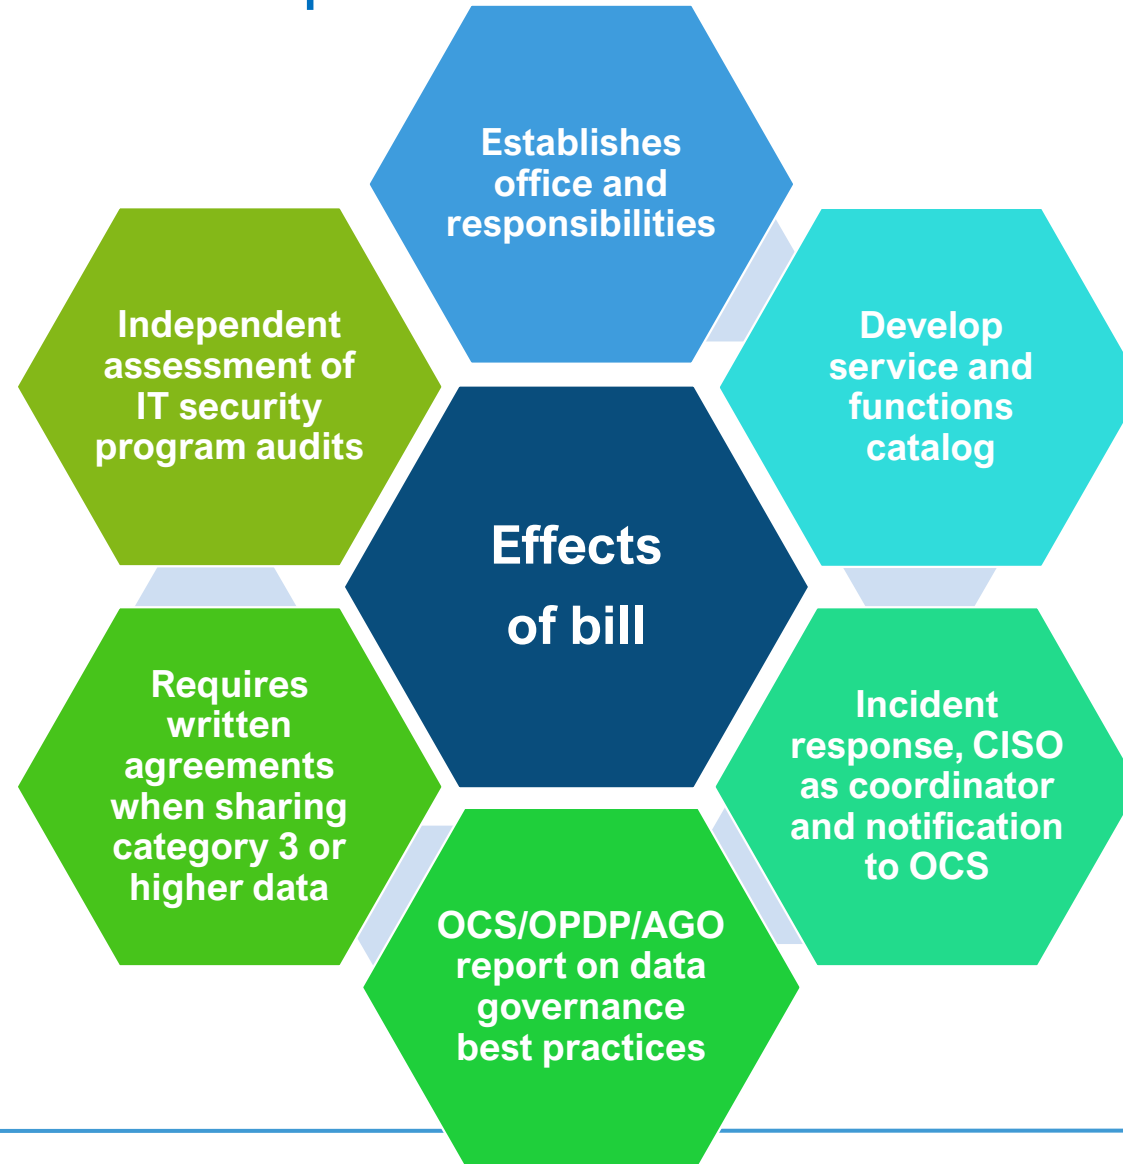 Establishes
office and
responsibilities
Develop
service and
functions
catalog
Incident
response, CISO
as coordinator
and notification
to OCS
OCS/OPDP/AGO
report on data
governance
best practices
Requires
written
agreements
when sharing
category 3 or
higher data
Independent
assessment of
IT security
program audits
Effects
of bill